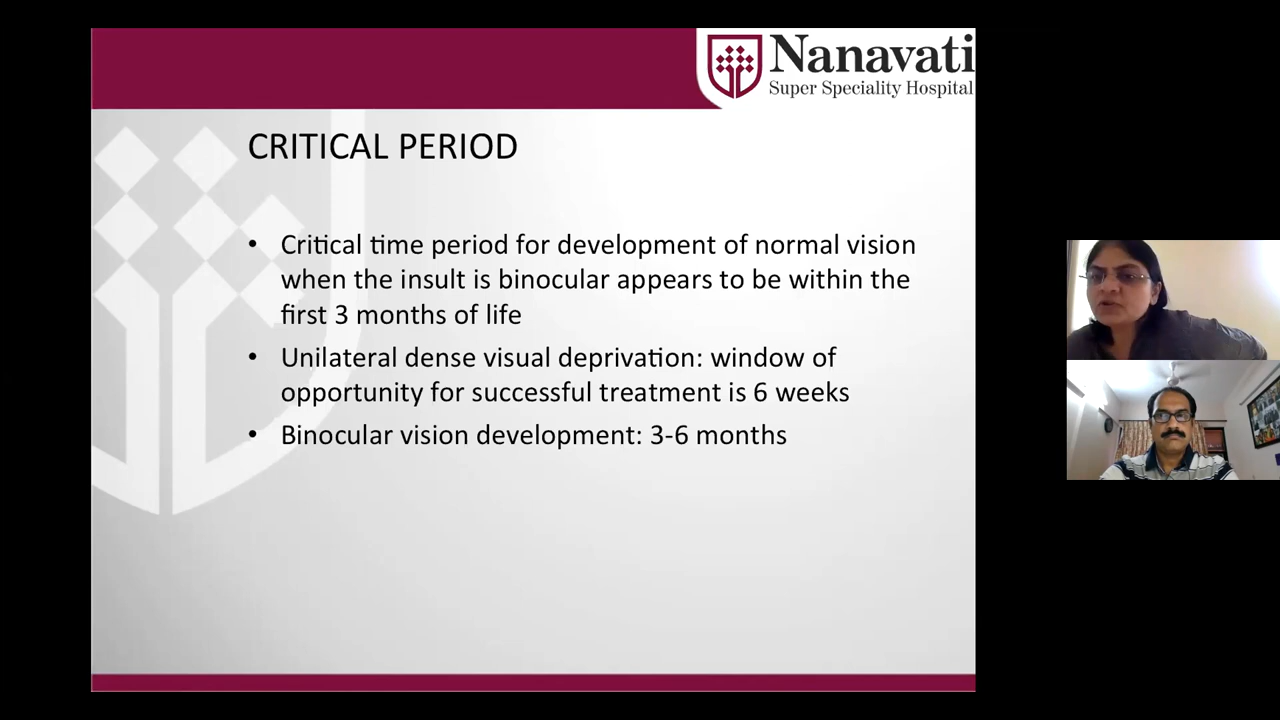 Nanavati
Super Speciality Hospital
CRITICAL PERIOD
• Critical time period for development of normal vision
when the insult is binocular appears to be within the
first 3 months of life
• Unilateral dense visual deprivation: window of
opportunity for successful treatment is 6 weeks
• Binocular vision development: 3-6 months